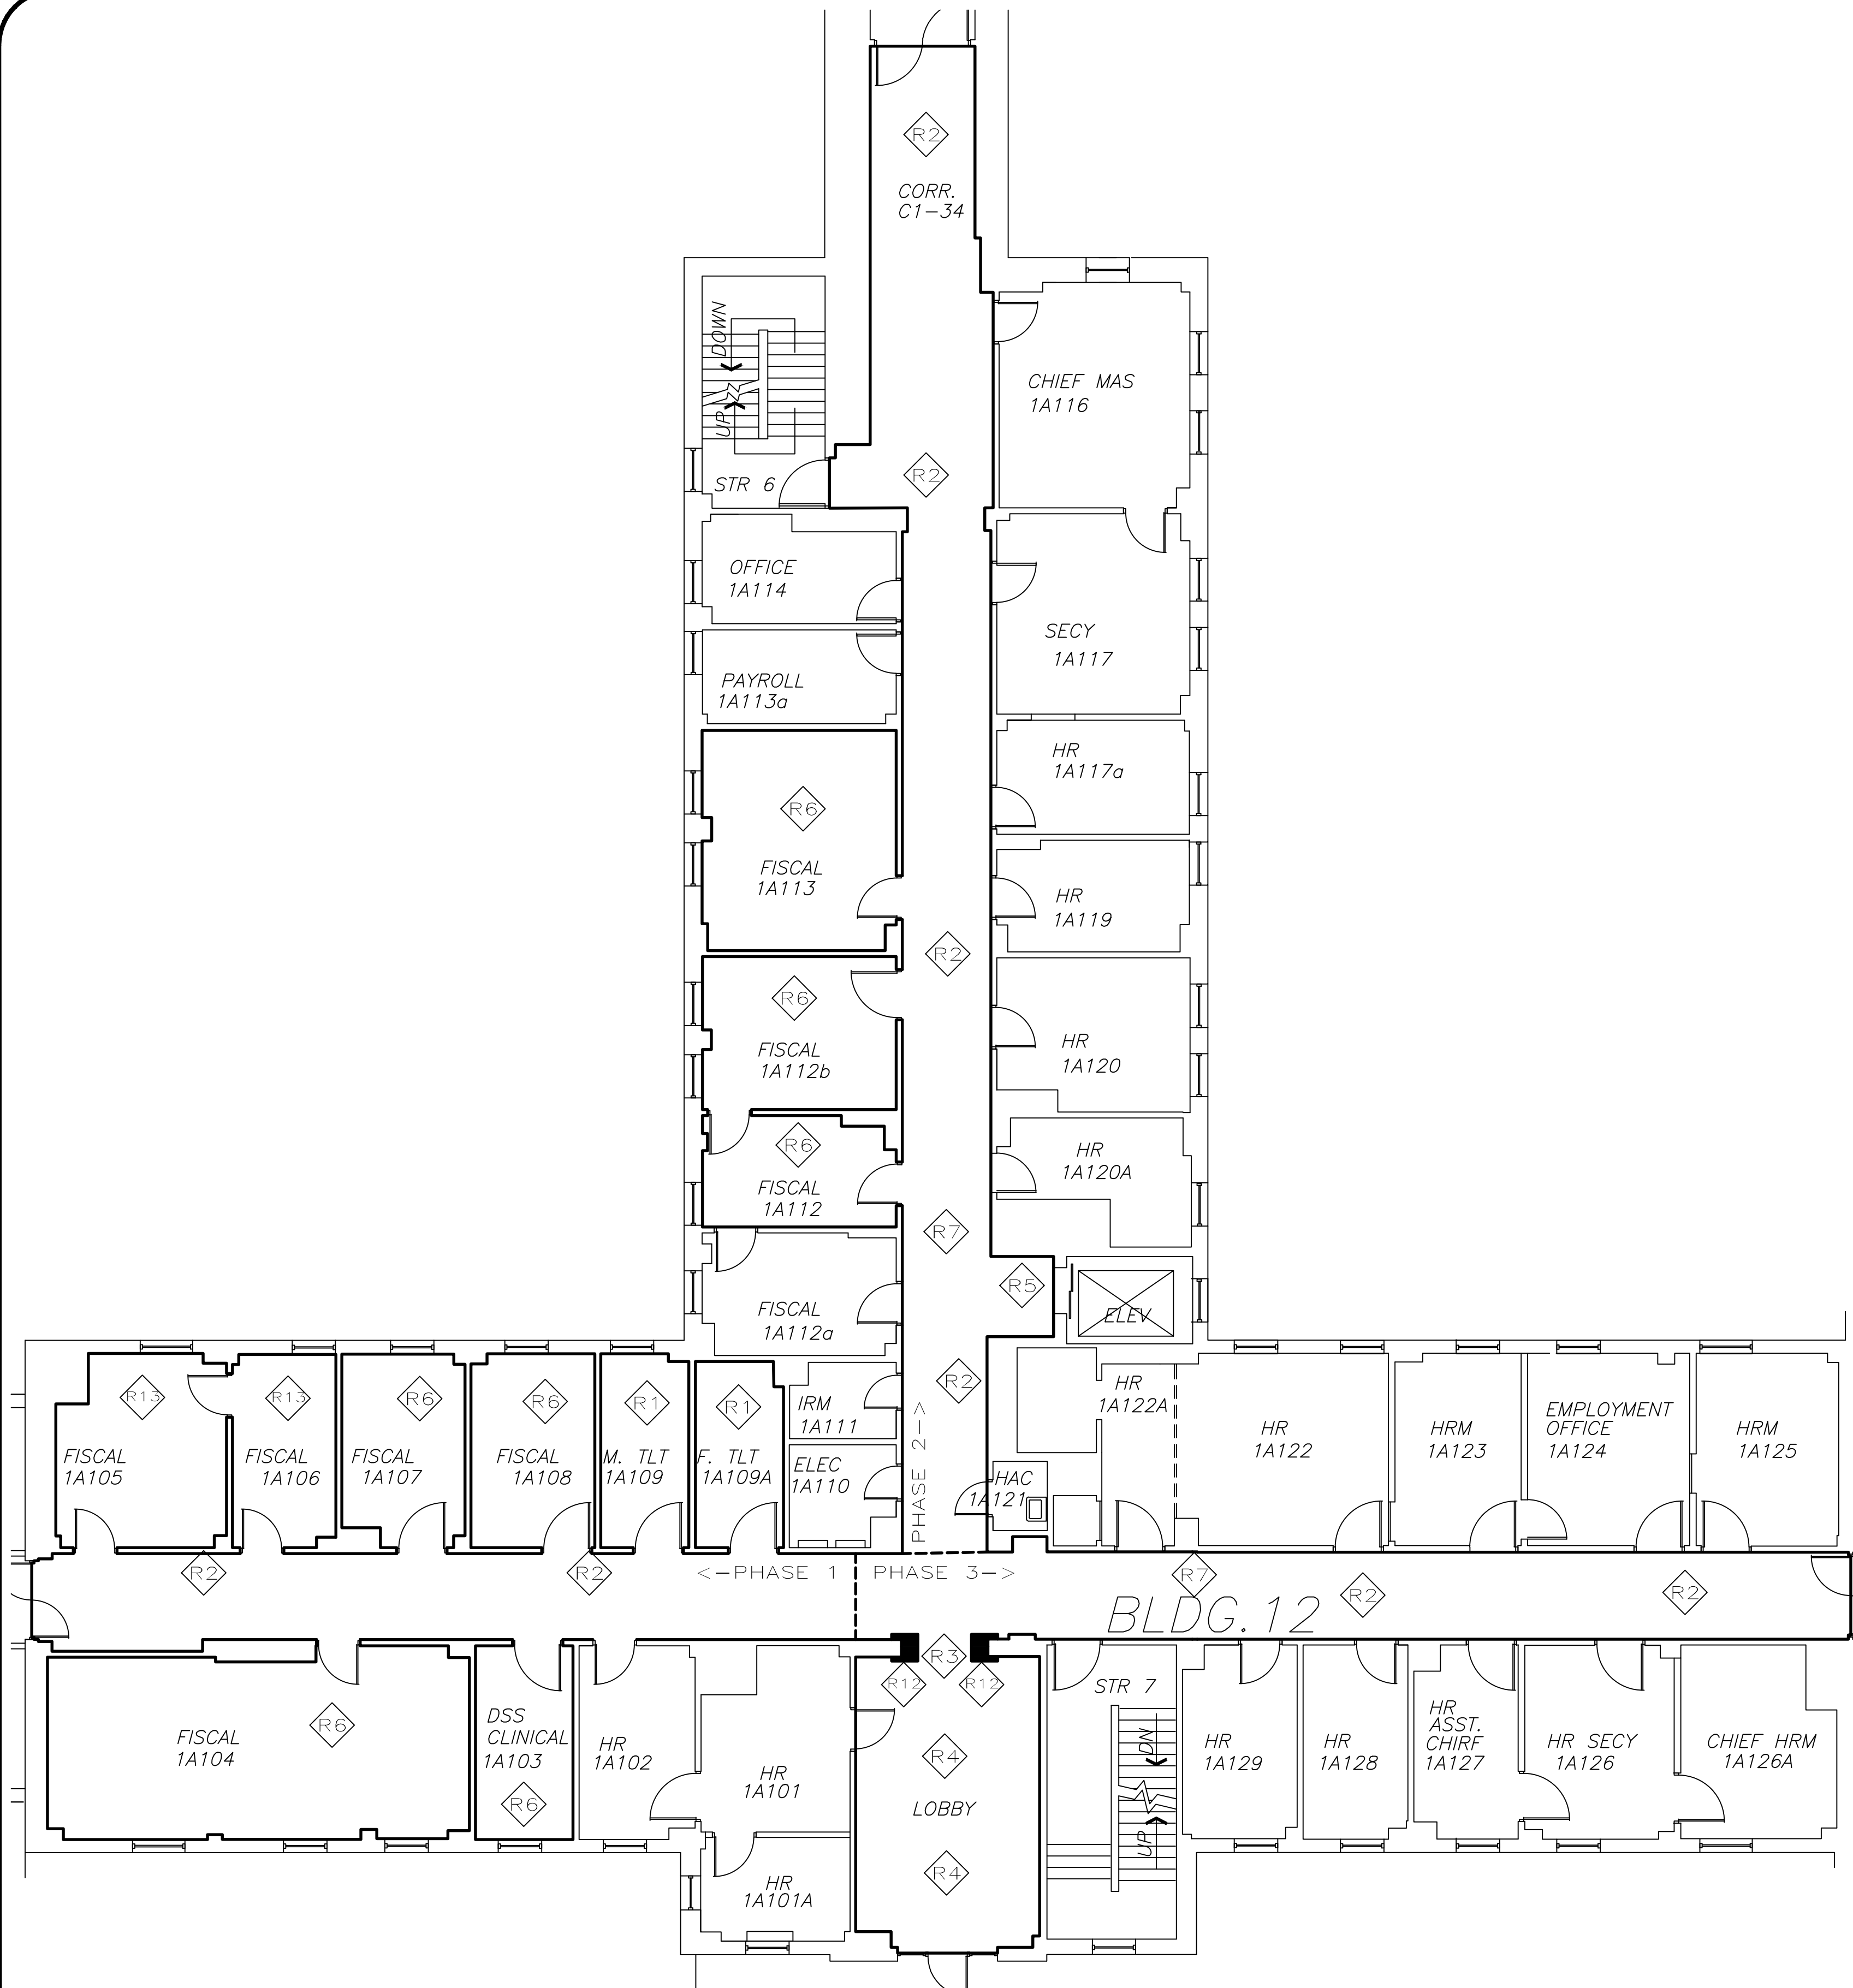 R2
CORR.
C1-34
DOWN
UP
STR 6
R2
CHIEF MAS
1A116
OFFICE
1A114
SECY
1A117
PAYROLL
1A113a
HR
1A117a
R6
FISCAL
1A113
HR
1A119
R2
R6
FISCAL
1A112b
HR
1A120
R6
FISCAL
1A112
HR
1A120A
R7
R5
ELEV
FISCAL
1A112a
R13
FISCAL
1A105
R13
FISCAL
1A106
R6
FISCAL
1A107
R6
FISCAL
1A108
R1
M. TLT
1A109
R1
F. TLT
1A109A
IRM
1A111
ELEC
1A110
R2
PHASE 2->
HAC
1A121
HR
1A122A
HR
1A122
HRM
1A123
EMPLOYMENT
OFFICE
1A124
HRM
1A125
R2
R2
<-PHASE 1
PHASE 3->
R7
R2
R2
BLDG.12
FISCAL
1A104
R6
DSS
CLINICAL
1A103
R6
HR
1A102
HR
1A101
HR
1A101A
R3
R12
R12
R4
LOBBY
R4
STR 7
DN
UP
HR
1A129
HR
1A128
HR
ASST.
CHIRF
1A127
HR SECY
1A126
CHIEF HRM
1A126A